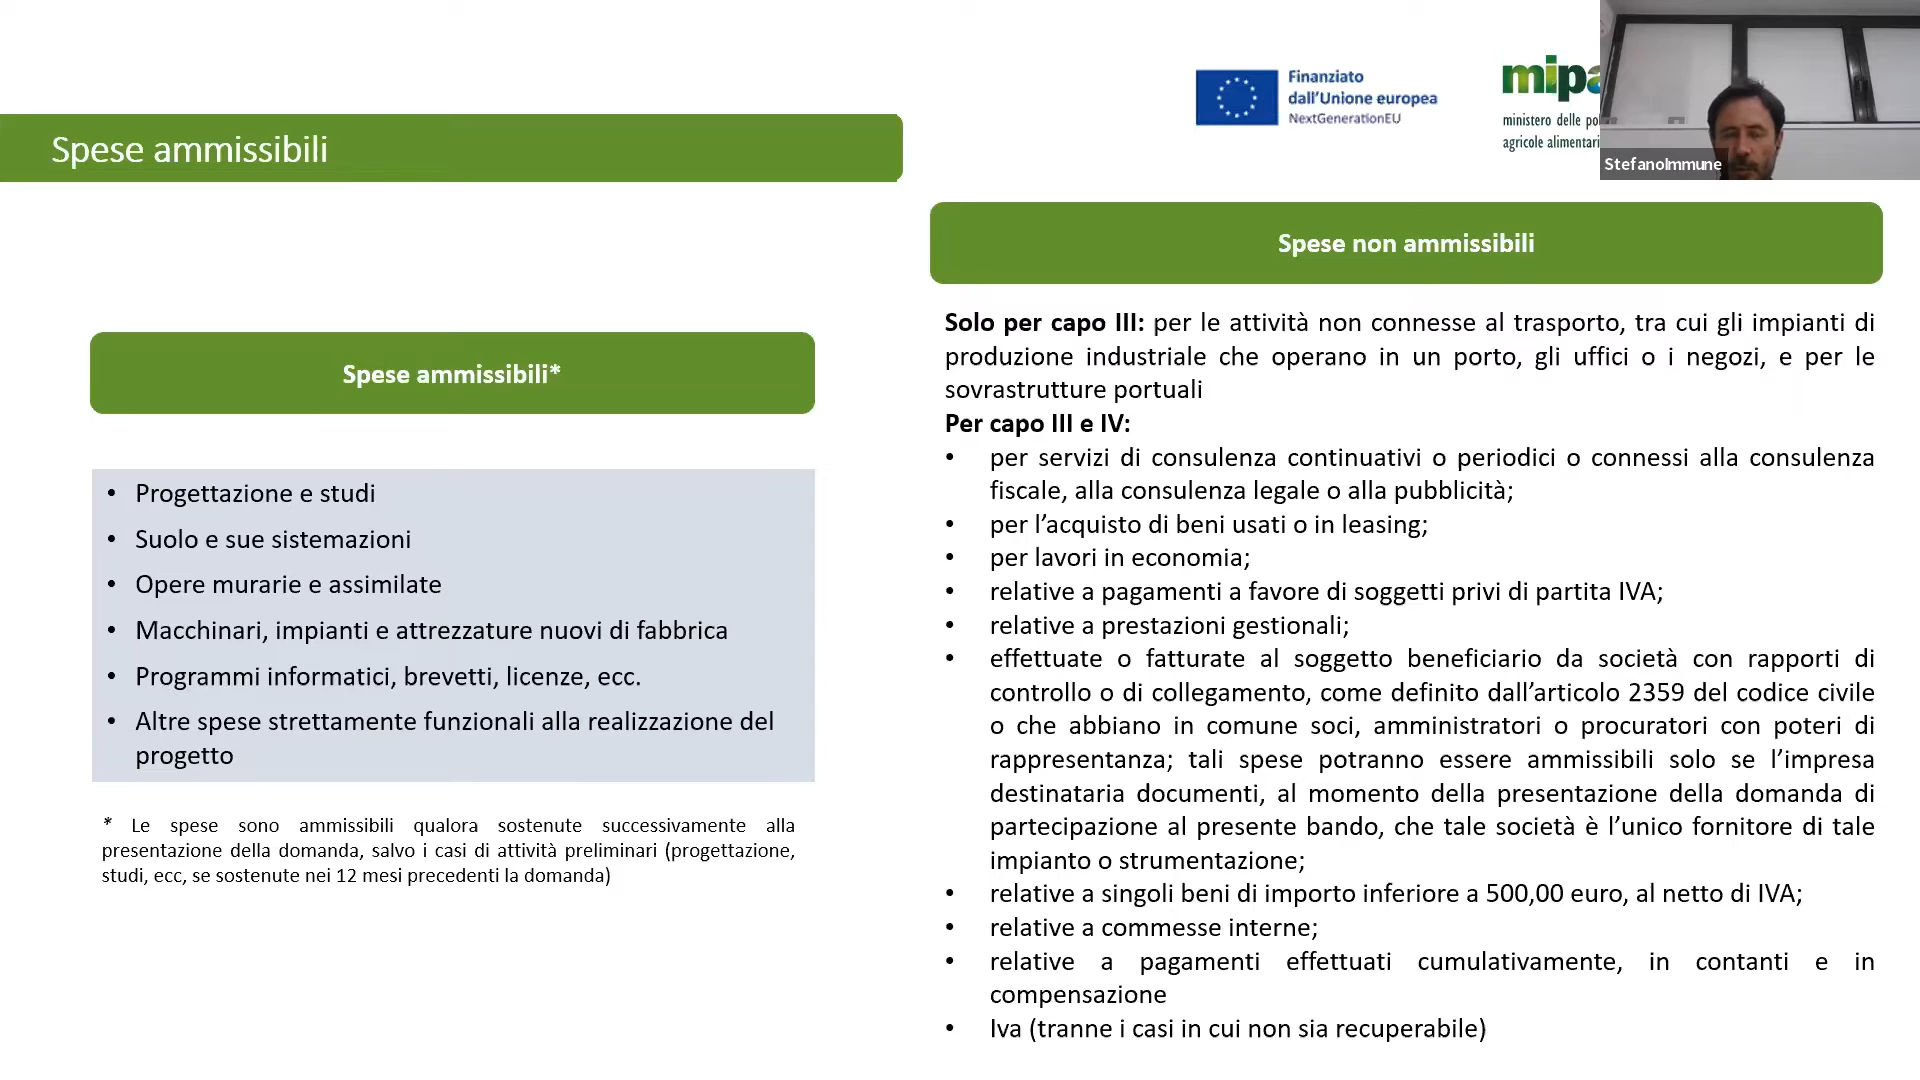 Spese ammissibili
Finanziato
dall'Unione europea
NextGenerationEU
ministero delle
agricole
StefanoImmune
Spese ammissibili*
• Progettazione e studi
• Suolo e sue sistemazioni
• Opere murarie e assimilate
• Macchinari, impianti e attrezzature nuovi di fabbrica
• Programmi informatici, brevetti, licenze, ecc.
• Altre spese strettamente funzionali alla realizzazione del
progetto
* Le spese sono ammissibili qualora sostenute successivamente alla
presentazione della domanda, salvo i casi di attività preliminari (progettazione,
studi, ecc, se sostenute nei 12 mesi precedenti la domanda)
Spese non ammissibili
Solo per capo III: per le attività non connesse al trasporto, tra cui gli impianti di
produzione industriale che operano in un porto, gli uffici o i negozi, e per le
sovrastrutture portuali
Per capo III e IV:
• per servizi di consulenza continuativi o periodici o connessi alla consulenza
fiscale, alla consulenza legale o alla pubblicità;
• per l'acquisto di beni usati o in leasing;
• per lavori in economia;
• relative a pagamenti a favore di soggetti privi di partita IVA;
• relative a prestazioni gestionali;
• effettuate o fatturate al soggetto beneficiario da società con rapporti di
controllo o di collegamento, come definito dall'articolo 2359 del codice civile
o che abbiano in comune soci, amministratori o procuratori con poteri di
rappresentanza; tali spese potranno essere ammissibili solo se l'impresa
destinataria documenti, al momento della presentazione della domanda di
partecipazione al presente bando, che tale società è l'unico fornitore di tale
impianto o strumentazione;
• relative a singoli beni di importo inferiore a 500,00 euro, al netto di IVA;
• relative a commesse interne;
• relative a pagamenti effettuati cumulativamente, in contanti e in
compensazione
• Iva (tranne i casi in cui non sia recuperabile)